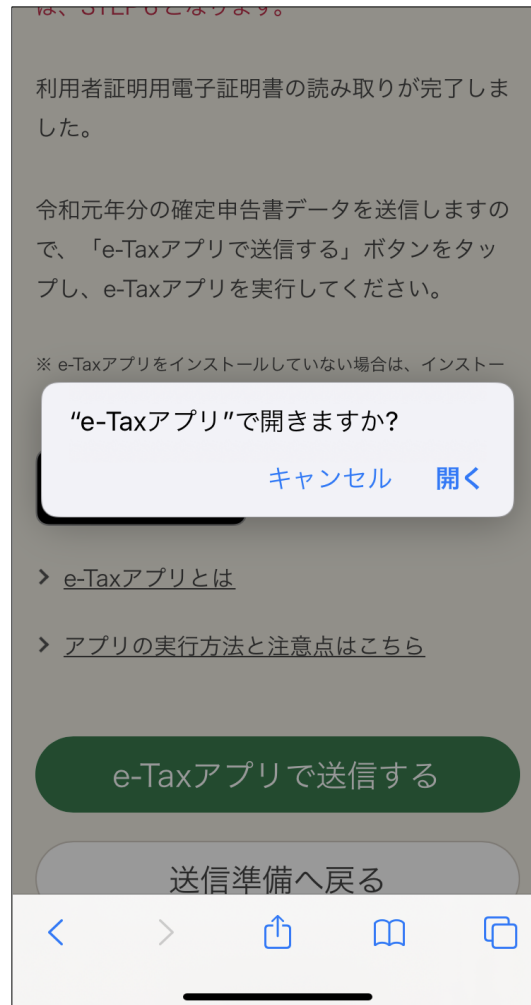 は、STEP 6となります。
利用者証明用電子証明書の読み取りが完了しま
した。
令和元年分の確定申告書データを送信しますの
で、「e-Taxアプリで送信する」ボタンをタッ
プし、e-Taxアプリを実行してください。
※ e-Taxアプリをインストールしていない場合は、インストー
“e-Taxアプリ”で開きますか?
キャンセル 開く
e-Taxアプリとは
アプリの実行方法と注意点はこちら
e-Taxアプリで送信する
送信準備へ戻る